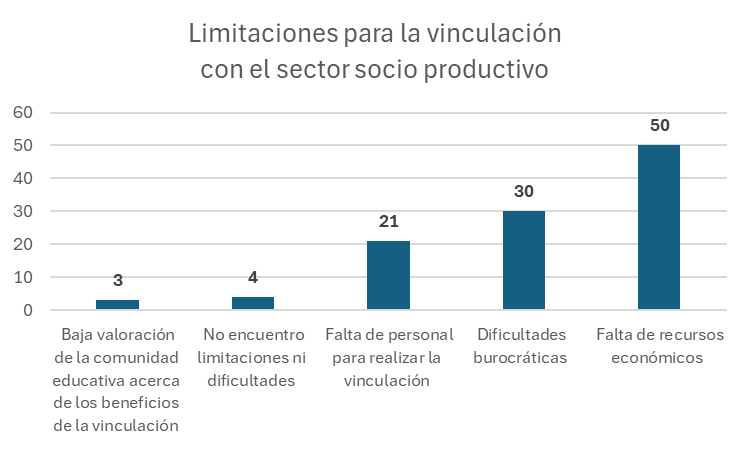 Limitaciones para la vinculación
con el sector socio productivo
60
50
40
30
20
10
0
3
4
21
30
50
Baja valoración
de la comunidad
educativa acerca
de los beneficios
de la vinculación
No encuentro
limitaciones ni
dificultades
Falta de personal
para realizar la
vinculación
Dificultades
burocráticas
Falta de recursos
económicos